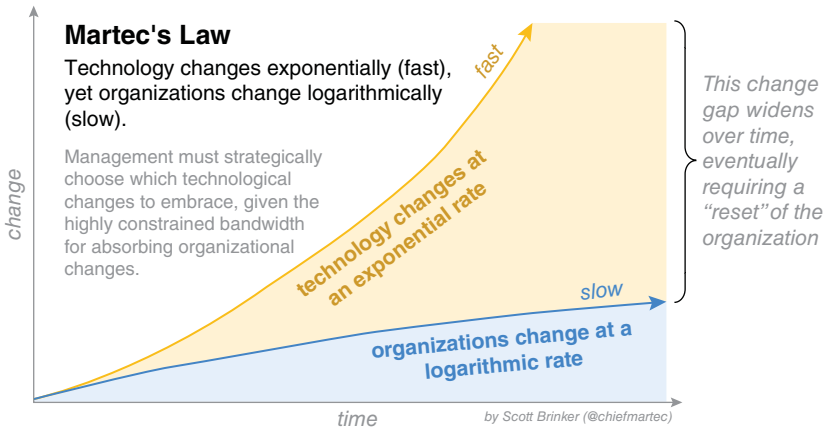 Martec's Law
Technology changes exponentially (fast),
yet organizations change logarithmically
(slow).
Management must strategically
choose which technological
changes to embrace, given the
highly constrained bandwidth
for absorbing organizational
changes.
change
fast
technology changes at
an exponential rate
This change
gap widens
over time,
eventually
requiring a
“reset” of the
organization
slow
organizations change at a
logarithmic rate
time
by Scott Brinker (@chiefmartec)